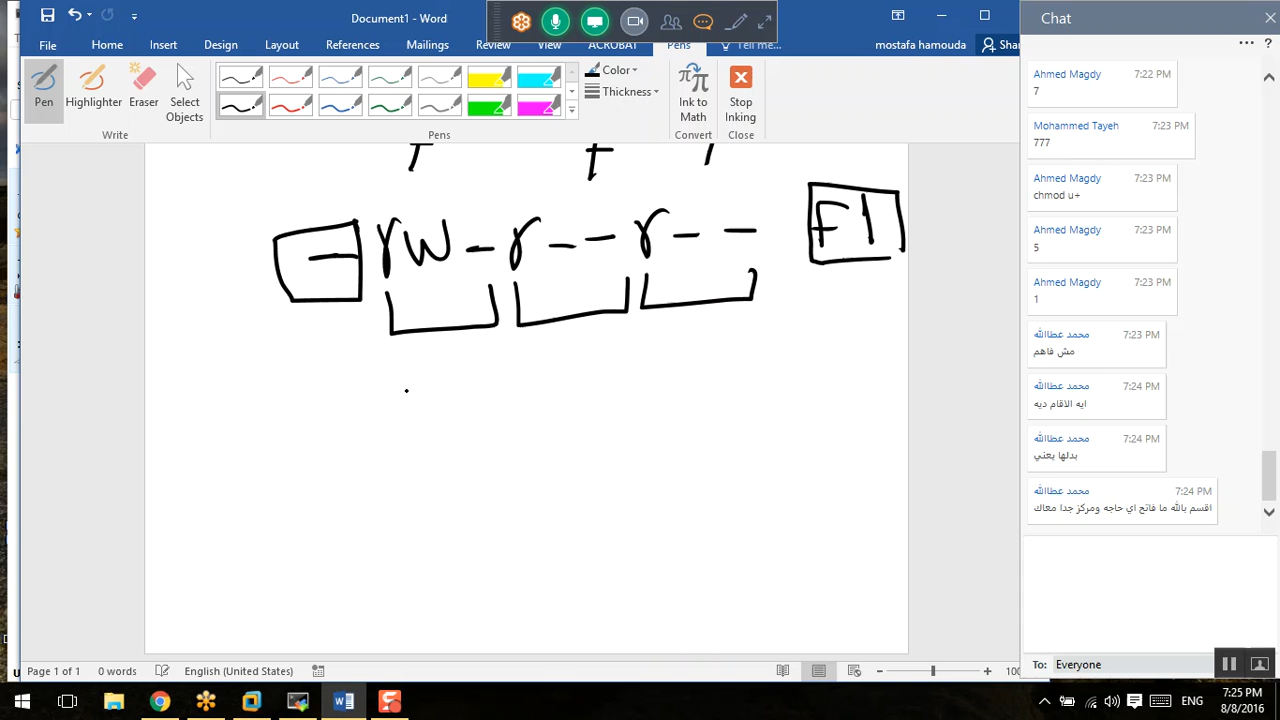 Document1 - Word
File Home Insert Design Layout References Mailings Review View ACROBAT Pens Tell me...
mostafa hamouda Shar
Pen
Highlighter
Eraser
Select
Objects
Write
Pens
Color
Thickness
Ink to
Math
Convert
Stop
Inking
Close
- rw - r - - r - - F1
Page 1 of 1 0 words English (United States) 100
Chat
Ahmed Magdy 7:22 PM
7
Mohammed Tayeh 7:23 PM
777
Ahmed Magdy 7:23 PM
chmod u+
Ahmed Magdy 7:23 PM
5
Ahmed Magdy 7:23 PM
1
محمد عطاالله 7:23 PM
مش فاهم
محمد عطاالله 7:24 PM
ايه الاقام ديه
محمد عطاالله 7:24 PM
بدلها يعني
محمد عطاالله 7:24 PM
اقسم بالله ما فاتح اي حاجه ومركز جدا معاك
To: Everyone
ENG
7:25 PM
8/8/2016